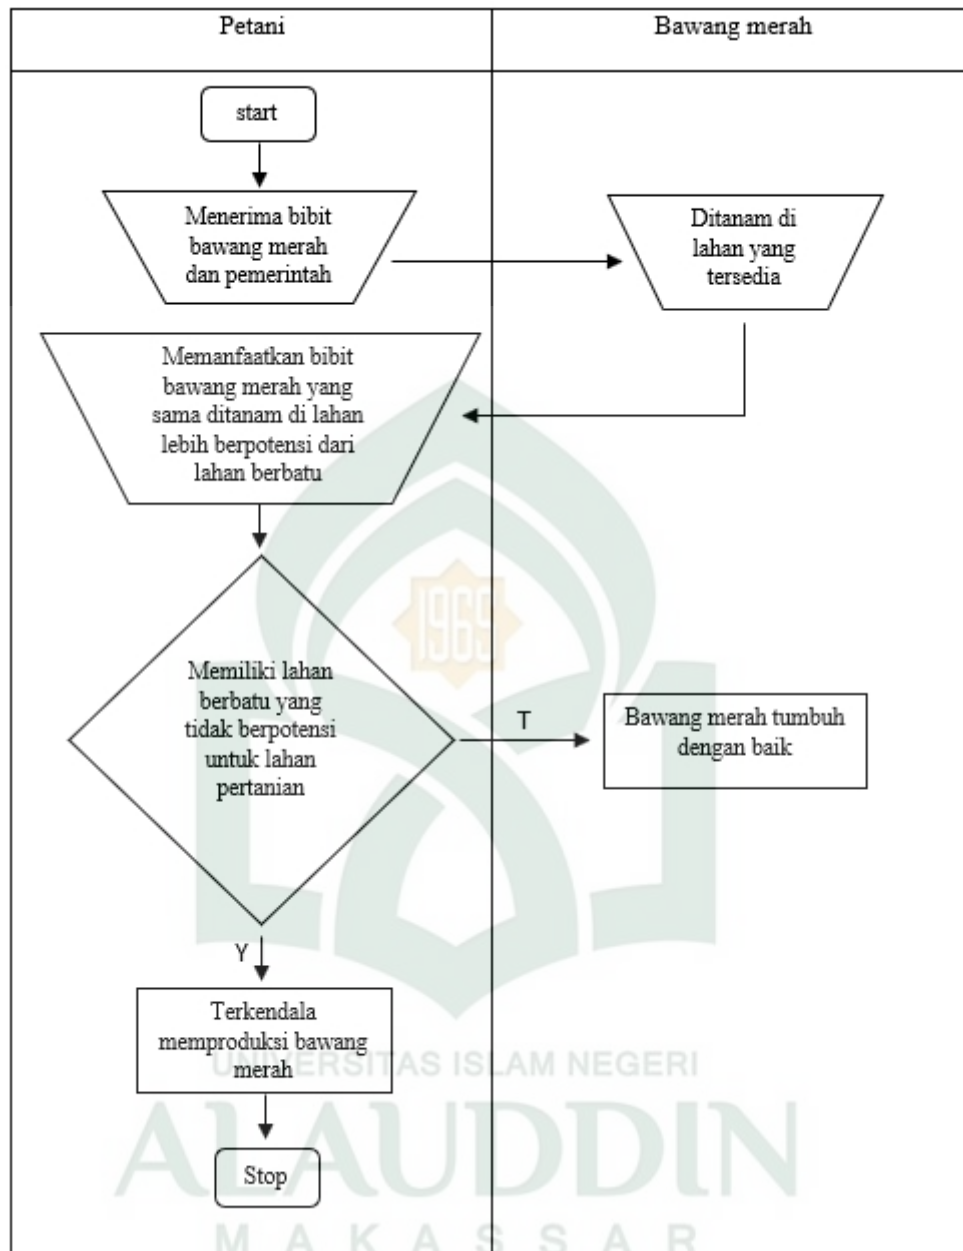 Petani
Bawang merah
start
Menerima bibit
bawang merah
dan pemerintah
Ditanam di
lahan yang
tersedia
Memanfaatkan bibit
bawang merah yang
sama ditanam di lahan
lebih berpotensi dari
lahan berbatu
1965
Memiliki lahan
berbatu yang
tidak berpotensi
untuk lahan
pertanian
T
Bawang merah tumbuh
dengan baik
Y
Terkendala
memproduksi bawang
merah
UNIVERSITAS ISLAM NEGERI
ALAUDDIN
Stop
MAKASSAR